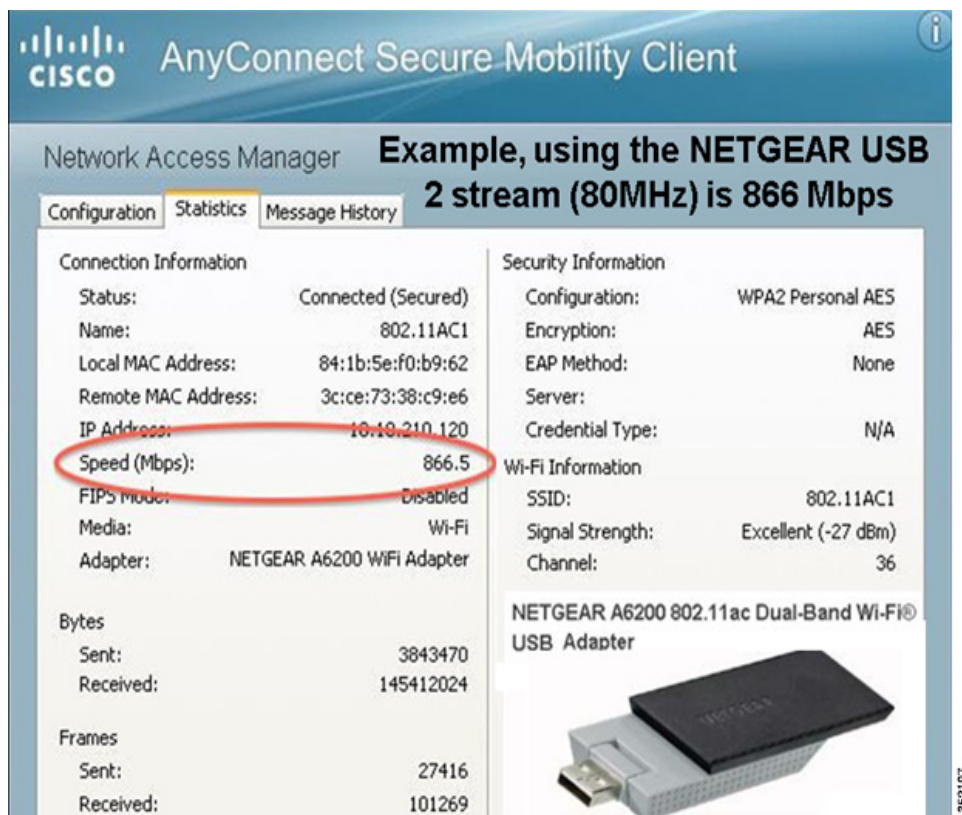 CISCO AnyConnect Secure Mobility Client
Network Access Manager
Example, using the NETGEAR USB
2 stream (80MHz) is 866 Mbps
Configuration Statistics Message History
Connection Information
Status: Connected (Secured)
Name: 802.11AC1
Local MAC Address: 84:1b:5e:f0:b9:62
Remote MAC Address: 3c:ce:73:38:c9:e6
IP Address: 10.10.210.120
Speed (Mbps): 866.5
FIPS Mode: Disabled
Media: Wi-Fi
Adapter: NETGEAR A6200 WiFi Adapter
Bytes
Sent: 3843470
Received: 145412024
Frames
Sent: 27416
Received: 101269
Security Information
Configuration: WPA2 Personal AES
Encryption: AES
EAP Method: None
Server:
Credential Type: N/A
Wi-Fi Information
SSID: 802.11AC1
Signal Strength: Excellent (-27 dBm)
Channel: 36
NETGEAR A6200 802.11ac Dual-Band Wi-Fi®
USB Adapter
NETGEAR